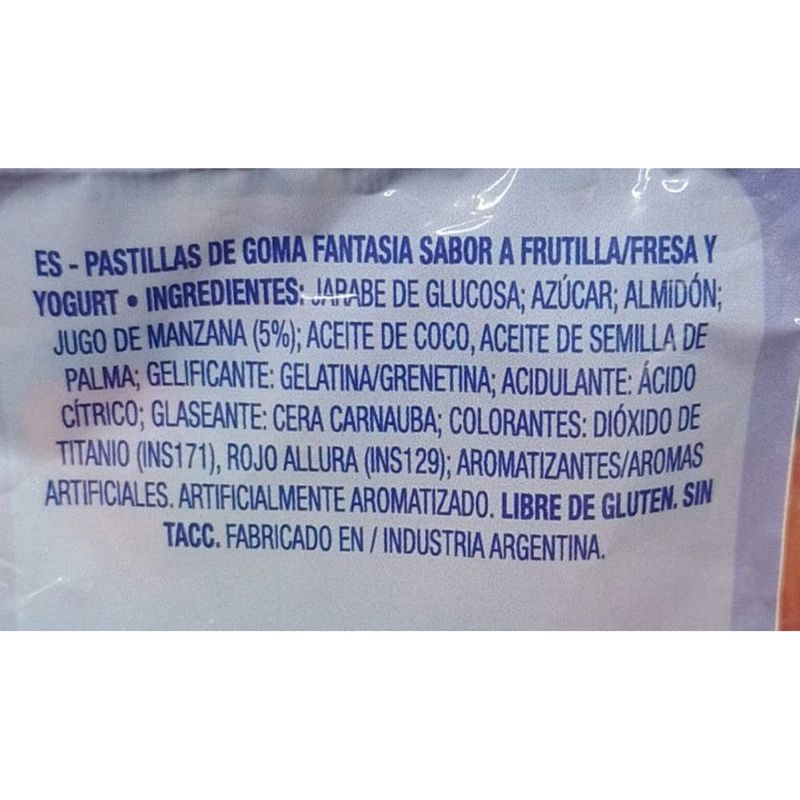 ES - PASTILLAS DE GOMA FANTASIA SABOR A FRUTILLA/FRESA Y
YOGURT • INGREDIENTES: JARABE DE GLUCOSA; AZÚCAR; ALMIDÓN;
JUGO DE MANZANA (5%); ACEITE DE COCO, ACEITE DE SEMILLA DE
PALMA; GELIFICANTE: GELATINA/GRENETINA; ACIDULANTE: ÁCIDO
CÍTRICO; GLASEANTE: CERA CARNAUBA; COLORANTES: DIÓXIDO DE
TITANIO (INS171), ROJO ALLURA (INS129); AROMATIZANTES/AROMAS
ARTIFICIALES. ARTIFICIALMENTE AROMATIZADO. LIBRE DE GLUTEN. SIN
TACC. FABRICADO EN / INDUSTRIA ARGENTINA.